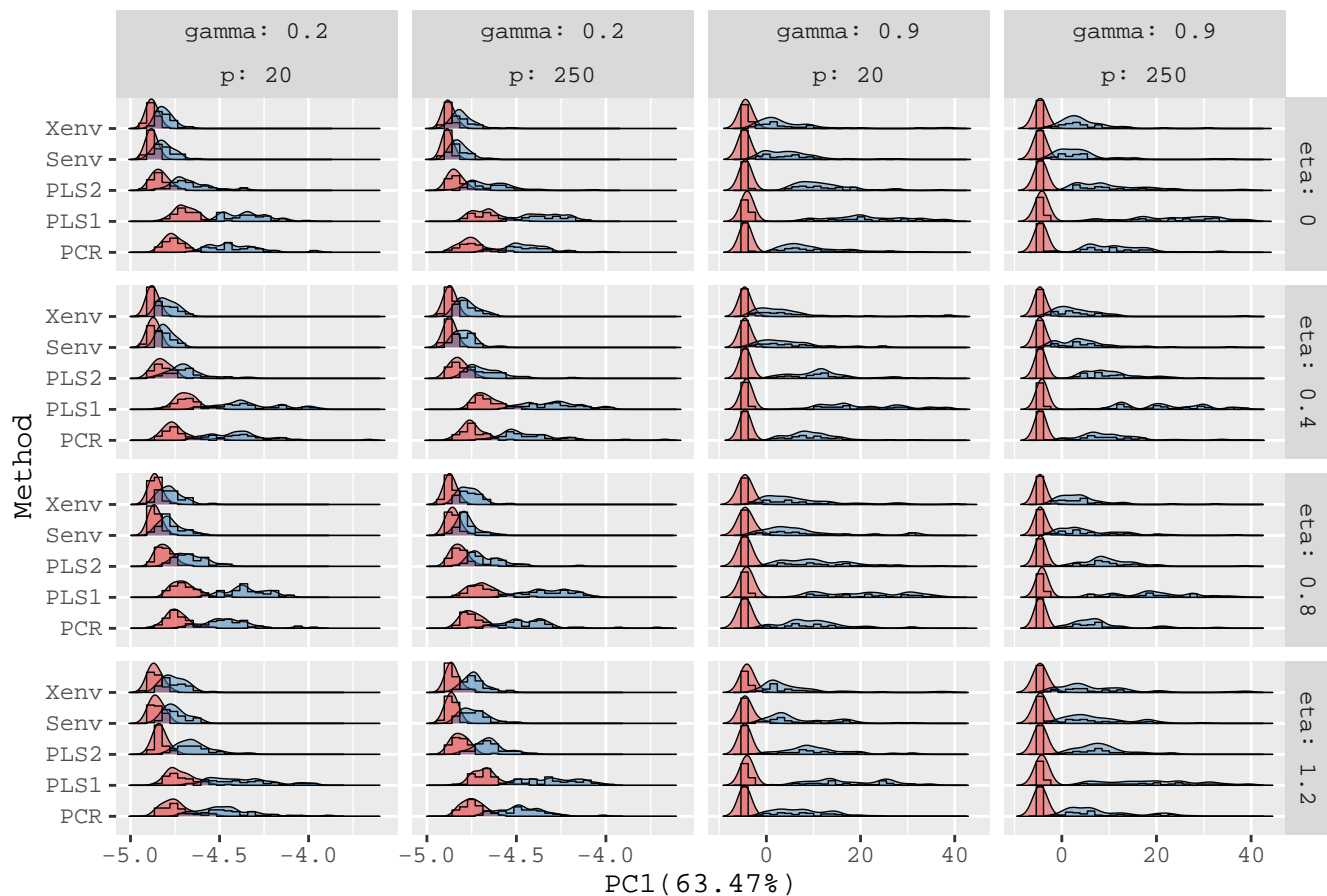 gamma: 0.2
gamma: 0.2
gamma: 0.9
gamma: 0.9
p: 20
p: 250
p: 20
p: 250
Xenv
Senv
PLS2
PLS1
PCR
eta: 0
Xenv
Senv
PLS2
PLS1
PCR
eta: 0.4
Method
Xenv
Senv
PLS2
PLS1
PCR
eta: 0.8
Xenv
Senv
PLS2
PLS1
PCR
eta: 1.2
−5.0 −4.5 −4.0 −5.0 −4.5 −4.0 0 20 40 0 20 40
PC1(63.47%)